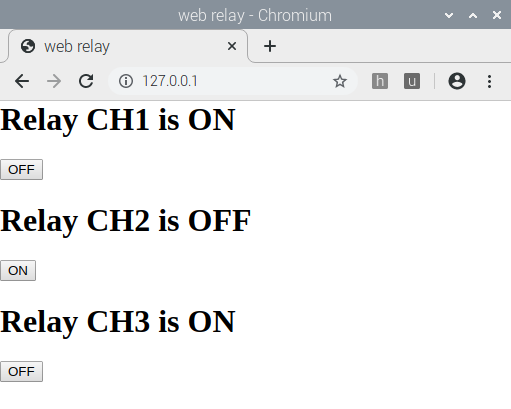 web relay - Chromium
web relay
127.0.0.1
h
u
Relay CH1 is ON
OFF
Relay CH2 is OFF
ON
Relay CH3 is ON
OFF